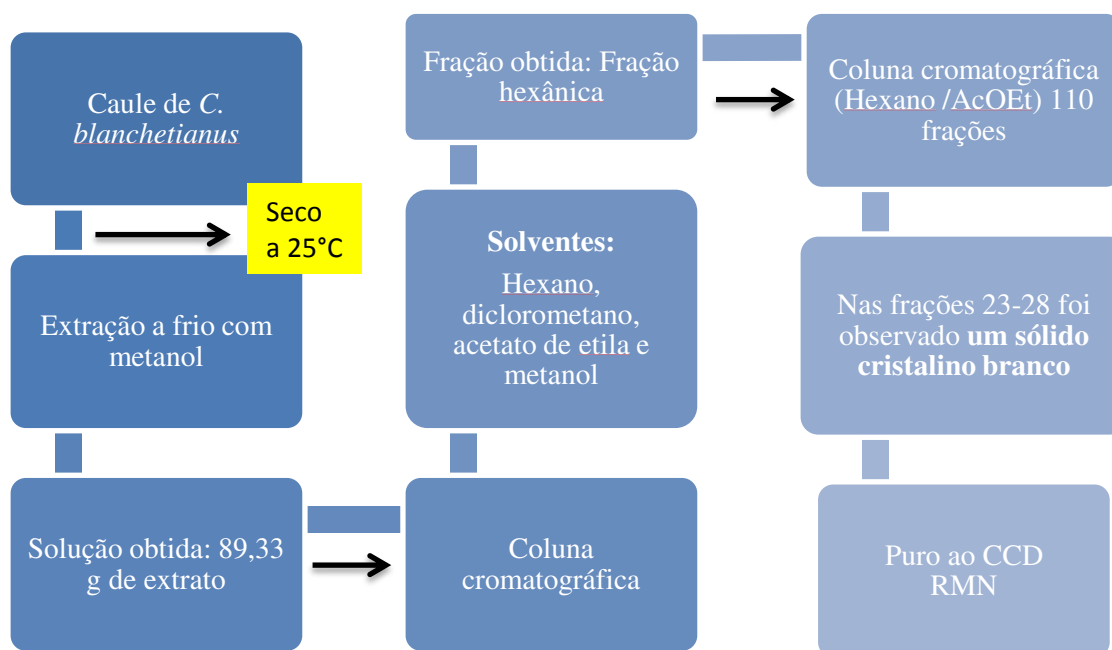 Caule de C.
blanchetianus
Seco
a 25°C
Extração a frio com
metanol
Solução obtida: 89,33
g de extrato
Coluna
cromatográfica
Solventes:
Hexano,
diclorometano,
acetato de etila e
metanol
Fração obtida: Fração
hexânica
Coluna cromatográfica
(Hexano /AcOEt) 110
frações
Nas frações 23-28 foi
observado um sólido
cristalino branco
Puro ao CCD
RMN